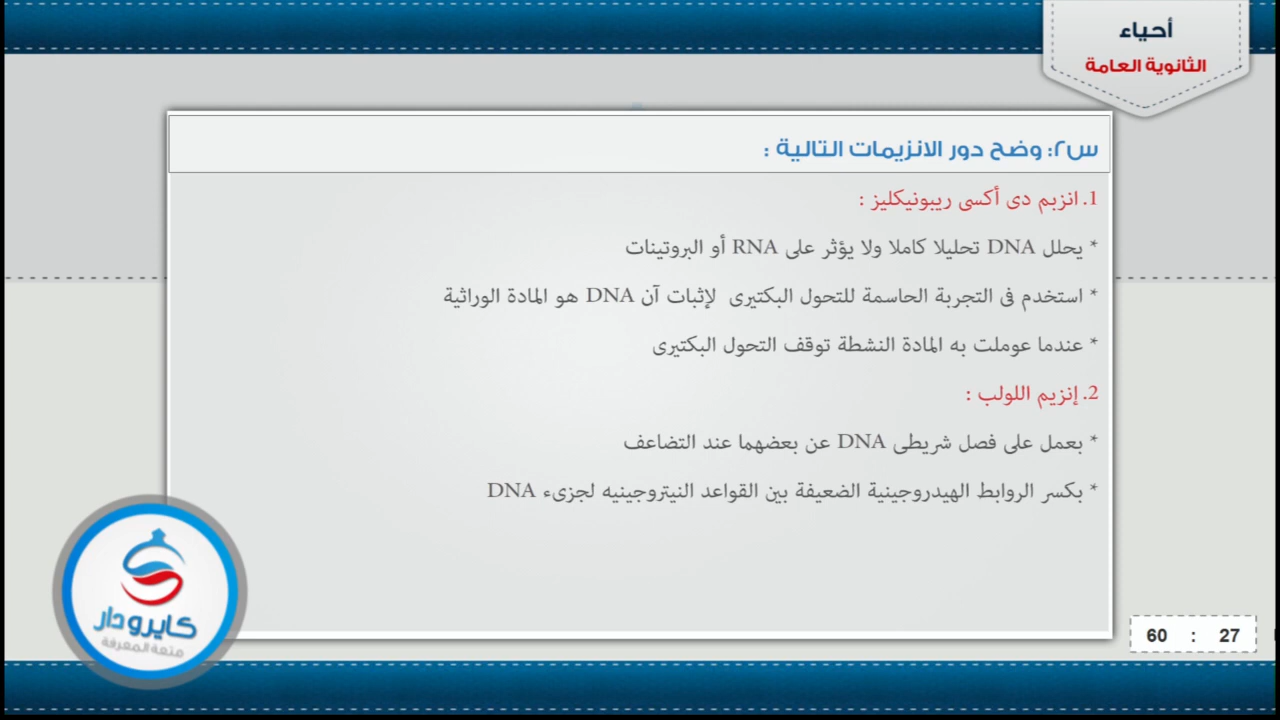 أحياء
الثانوية العامة
س٢: وضح دور الانزيمات التالية :
1. انزبم دى أكسى ريبونيكليز :
* يحلل DNA تحليلا كاملا ولا يؤثر على RNA أو البروتينات
* استخدم فى التجربة الحاسمة للتحول البكتيرى لإثبات آن DNA هو المادة الوراثية
* عندما عوملت به المادة النشطة توقف التحول البكتيرى
2. إنزيم اللولب :
* بعمل على فصل شريطى DNA عن بعضهما عند التضاعف
* بكسر الروابط الهيدروجينية الضعيفة بين القواعد النيتروجينيه لجزىء DNA
كايرودار
متعة المعرفة
60 : 27